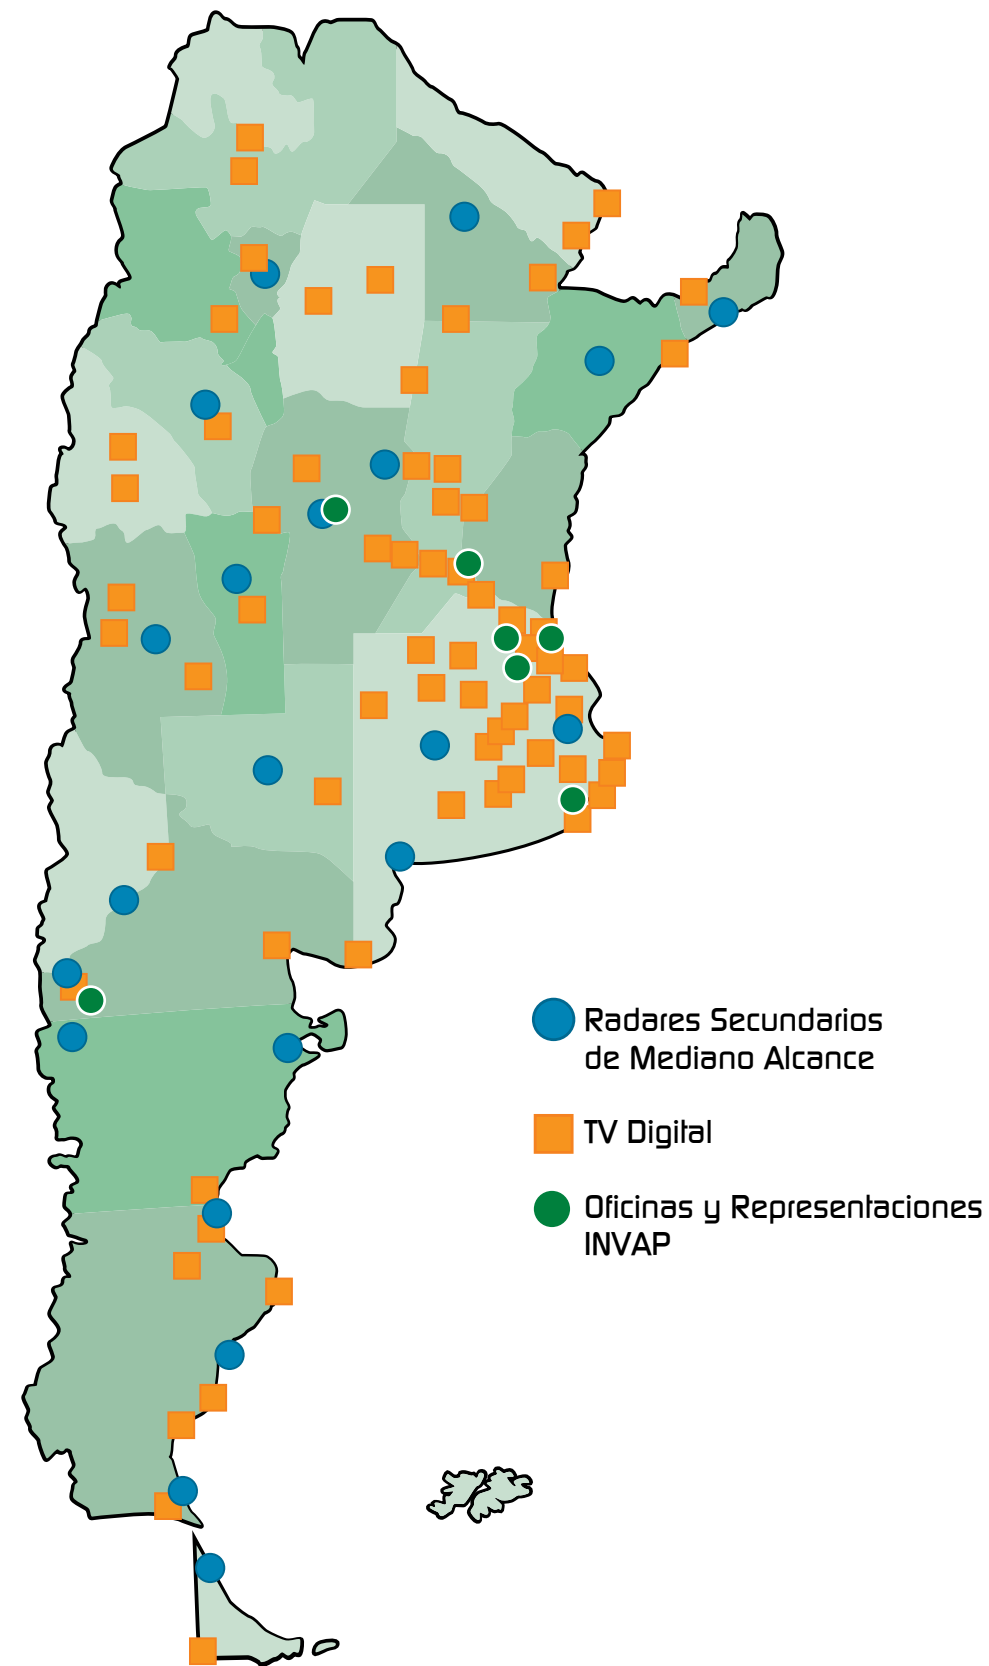 Radares Secundarios
de Mediano Alcance
TV Digital
Oficinas y Representaciones
INVAP